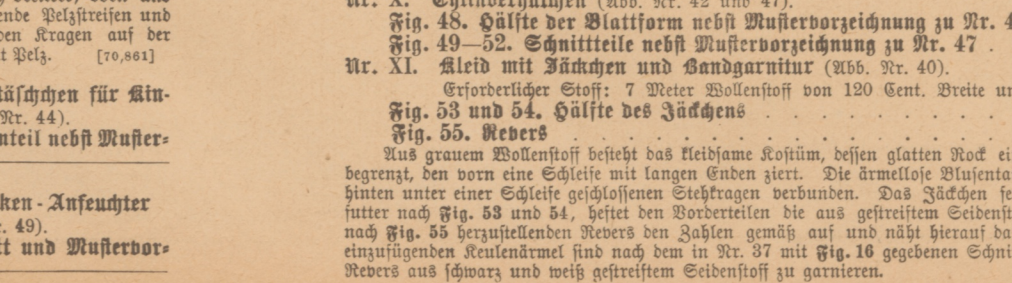 ende Pelzstreifen und
den Kragen auf der
t Pelz. [70,861]
täschchen für Kin-
Nr. 44).
nteil nebst Muster-
ken-Anfeuchter
r. 49).
tt und Mustervor-
Nr. X. (Abb. Nr. 42 und 47).
Fig. 48. Hälfte der Blattform nebst Mustervorzeichnung zu Nr. 4
Fig. 49—52. Schnittteile nebst Mustervorzeichnung zu Nr. 47 .
Nr. XI. Kleid mit Jäckchen und Bandgarnitur (Abb. Nr. 40).
Erforderlicher Stoff: 7 Meter Wollenstoff von 120 Cent. Breite un
Fig. 53 und 54. Hälfte des Jäckchens . . . . . . . . . .
Fig. 55. Revers . . . . . . . . . . . . . . . .
Aus grauem Wollenstoff besteht das kleidsame Kostüm, dessen glatten Rock ei
begrenzt, den vorn eine Schleife mit langen Enden ziert. Die ärmellose Blusenta
hinten unter einer Schleife geschlossenen Stehkragen verbunden. Das Jäckchen fe
futter nach Fig. 53 und 54, heftet den Vorderteilen die aus gestreiftem Seidenst
nach Fig. 55 herzustellenden Revers den Zahlen gemäß auf und näht hierauf da
einzufügenden Keulenärmel sind nach dem in Nr. 37 mit Fig. 16 gegebenen Schni
Revers aus schwarz und weiß gestreiftem Seidenstoff zu garnieren.